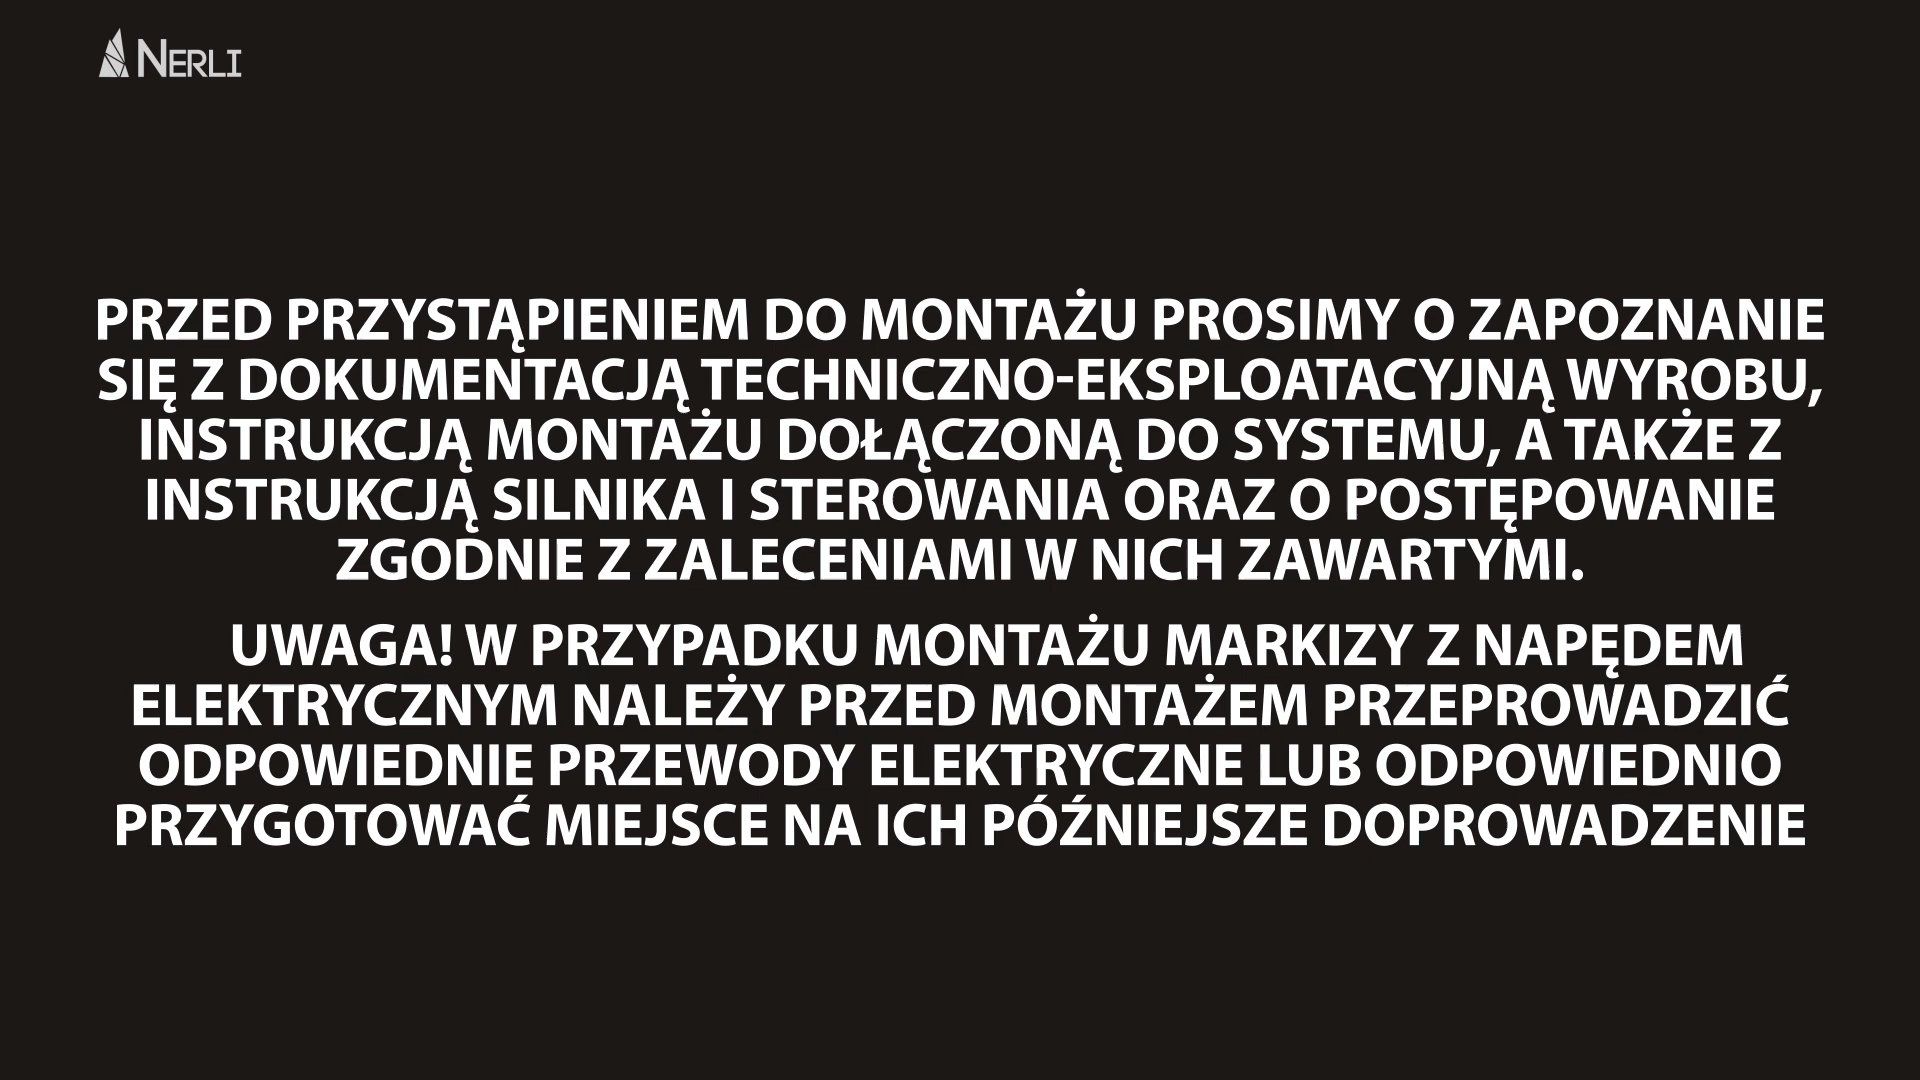 NERLI
PRZED PRZYSTĄPIENIEM DO MONTAŻU PROSIMY O ZAPOZNANIE
SIĘ Z DOKUMENTACJĄ TECHNICZNO-EKSPLOATACYJNĄ WYROBU,
INSTRUKCJĄ MONTAŻU DOŁĄCZONĄ DO SYSTEMU, A TAKŻE Z
INSTRUKCJĄ SILNIKA I STEROWANIA ORAZ O POSTĘPOWANIE
ZGODNIE Z ZALECENIAMI W NICH ZAWARTYMI.
UWAGA! W PRZYPADKU MONTAŻU MARKIZY Z NAPĘDEM
ELEKTRYCZNYM NALEŻY PRZED MONTAŻEM PRZEPROWADZIĆ
ODPOWIEDNIE PRZEWODY ELEKTRYCZNE LUB ODPOWIEDNIO
PRZYGOTOWAĆ MIEJSCE NA ICH PÓŹNIEJSZE DOPROWADZENIE